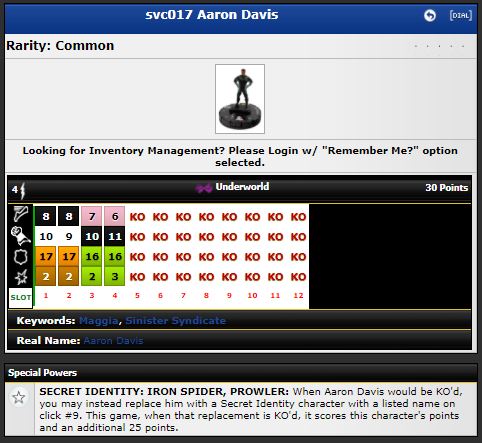 svc017 Aaron Davis
[DIAL]
Rarity: Common
Looking for Inventory Management? Please Login w/ "Remember Me?" option
selected.
4 Underworld 30 Points
8 8 7 6 KO KO KO KO KO KO KO KO
10 9 10 11 KO KO KO KO KO KO KO KO
17 17 16 16 KO KO KO KO KO KO KO KO
2 2 2 3 KO KO KO KO KO KO KO KO
SLOT 1 2 3 4 5 6 7 8 9 10 11 12
Keywords: Maggia, Sinister Syndicate
Real Name: Aaron Davis
Special Powers
SECRET IDENTITY: IRON SPIDER, PROWLER: When Aaron Davis would be KO'd,
you may instead replace him with a Secret Identity character with a listed name on
click #9. This game, when that replacement is KO'd, it scores this character's points
and an additional 25 points.